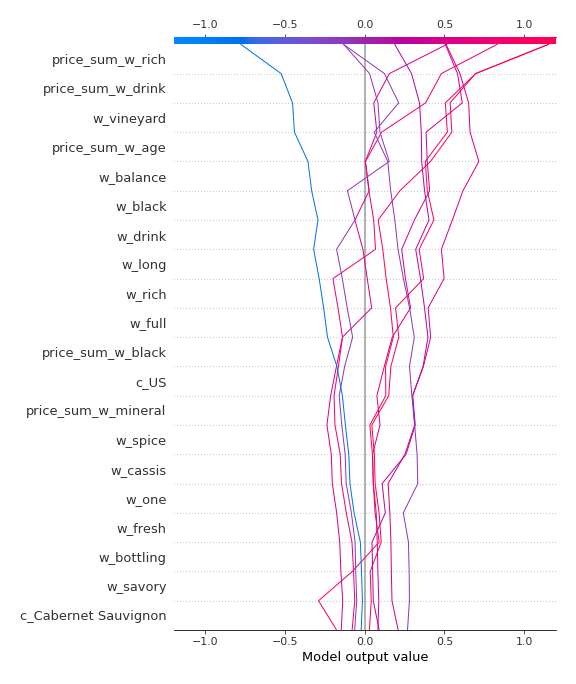 −1.0 −0.5 0.0 0.5 1.0
price_sum_w_rich
price_sum_w_drink
w_vineyard
price_sum_w_age
w_balance
w_black
w_drink
w_long
w_rich
w_full
price_sum_w_black
c_US
price_sum_w_mineral
w_spice
w_cassis
w_one
w_fresh
w_bottling
w_savory
c_Cabernet Sauvignon
−1.0 −0.5 0.0 0.5 1.0
Model output value